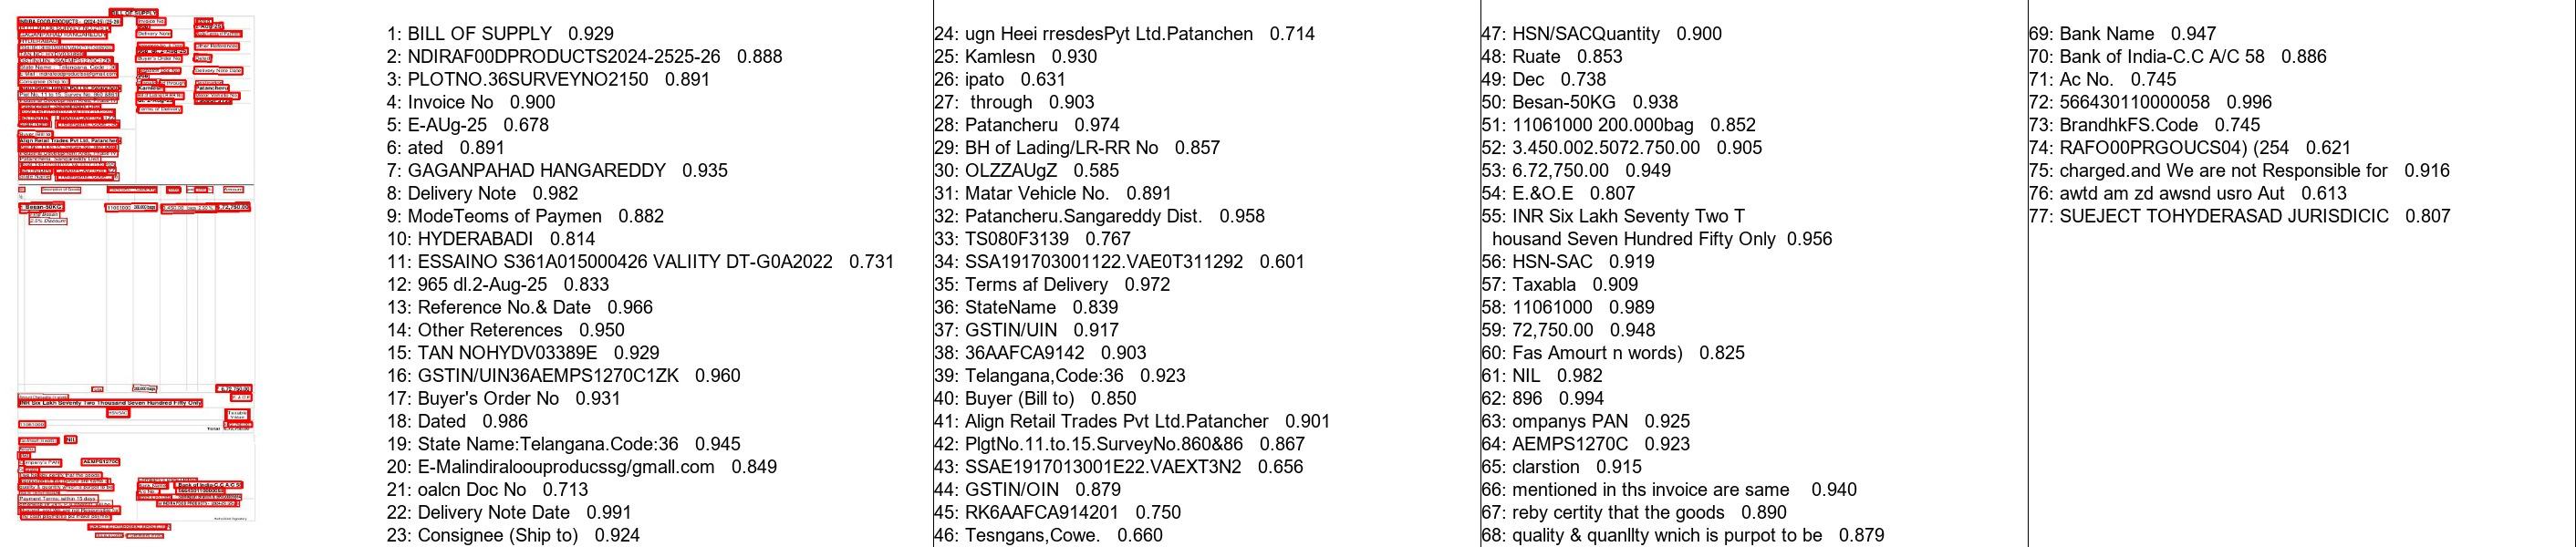 BILL OF SUPPLY
1: BILL OF SUPPLY 0.929
2: NDIRAF00DPRODUCTS2024-2525-26 0.888
3: PLOTNO.36SURVEYNO2150 0.891
4: Invoice No 0.900
5: E-AUg-25 0.678
6: ated 0.891
7: GAGANPAHAD HANGAREDDY 0.935
8: Delivery Note 0.982
9: ModeTeoms of Paymen 0.882
10: HYDERABADI 0.814
11: ESSAINO S361A015000426 VALIITY DT-G0A2022 0.731
12: 965 dl.2-Aug-25 0.833
13: Reference No.& Date 0.966
14: Other Reterences 0.950
15: TAN NOHYDV03389E 0.929
16: GSTIN/UIN36AEMPS1270C1ZK 0.960
17: Buyer's Order No 0.931
18: Dated 0.986
19: State Name:Telangana.Code:36 0.945
20: E-Malindiraloouproducssg/gmall.com 0.849
21: oalcn Doc No 0.713
22: Delivery Note Date 0.991
23: Consignee (Ship to) 0.924
24: ugn Heei rresdesPyt Ltd.Patanchen 0.714
25: Kamlesn 0.930
26: ipato 0.631
27: through 0.903
28: Patancheru 0.974
29: BH of Lading/LR-RR No 0.857
30: OLZZAUgZ 0.585
31: Matar Vehicle No. 0.891
32: Patancheru.Sangareddy Dist. 0.958
33: TS080F3139 0.767
34: SSA191703001122.VAE0T311292 0.601
35: Terms af Delivery 0.972
36: StateName 0.839
37: GSTIN/UIN 0.917
38: 36AAFCA9142 0.903
39: Telangana,Code:36 0.923
40: Buyer (Bill to) 0.850
41: Align Retail Trades Pvt Ltd.Patancher 0.901
42: PlgtNo.11.to.15.SurveyNo.860&86 0.867
43: SSAE1917013001E22.VAEXT3N2 0.656
44: GSTIN/OIN 0.879
45: RK6AAFCA914201 0.750
46: Tesngans,Cowe. 0.660
47: HSN/SACQuantity 0.900
48: Ruate 0.853
49: Dec 0.738
50: Besan-50KG 0.938
51: 11061000 200.000bag 0.852
52: 3.450.002.5072.750.00 0.905
53: 6.72,750.00 0.949
54: E.&O.E 0.807
55: INR Six Lakh Seventy Two T
housand Seven Hundred Fifty Only 0.956
56: HSN-SAC 0.919
57: Taxabla 0.909
58: 11061000 0.989
59: 72,750.00 0.948
60: Fas Amourt n words) 0.825
61: NIL 0.982
62: 896 0.994
63: ompanys PAN 0.925
64: AEMPS1270C 0.923
65: clarstion 0.915
66: mentioned in ths invoice are same 0.940
67: reby certity that the goods 0.890
68: quality & quanllty wnich is purpot to be 0.879
69: Bank Name 0.947
70: Bank of India-C.C A/C 58 0.886
71: Ac No. 0.745
72: 566430110000058 0.996
73: BrandhkFS.Code 0.745
74: RAFO00PRGOUCS04) (254 0.621
75: charged.and We are not Responsible for 0.916
76: awtd am zd awsnd usro Aut 0.613
77: SUEJECT TOHYDERASAD JURISDICIC 0.807